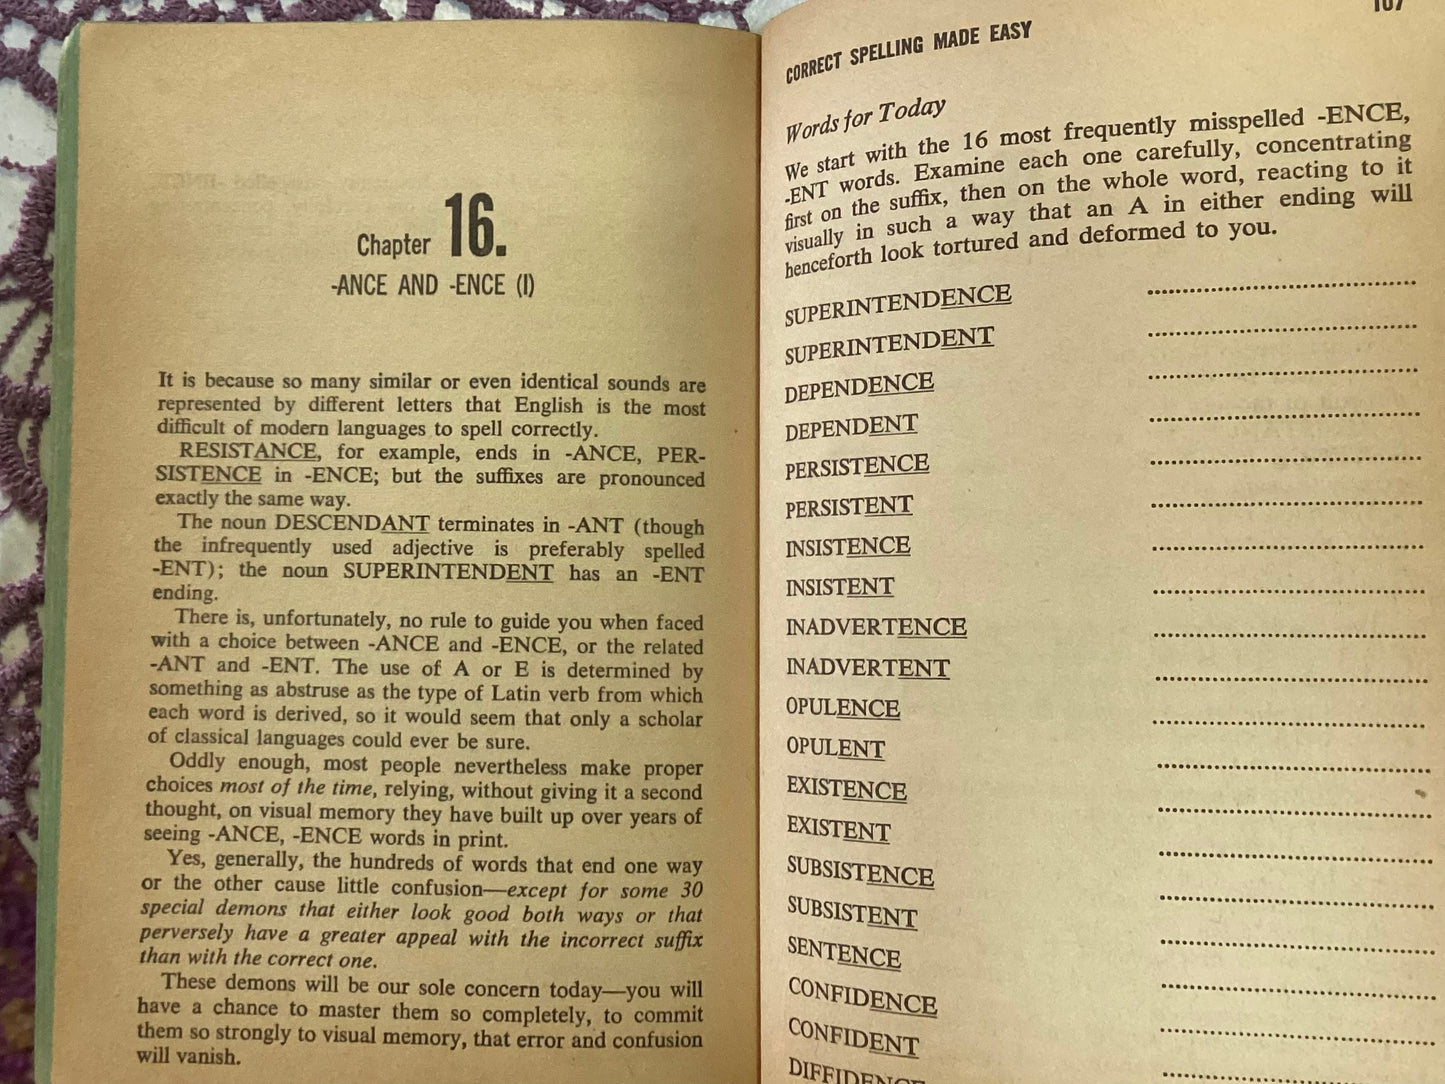 Chapter 16.
-ANCE AND -ENCE (I)
It is because so many similar or even identical sounds are
represented by different letters that English is the most
difficult of modern languages to spell correctly.
RESISTANCE, for example, ends in -ANCE, PER-
SISTENCE in -ENCE; but the suffixes are pronounced
exactly the same way.
The noun DESCENDANT terminates in -ANT (though
the infrequently used adjective is preferably spelled
-ENT); the noun SUPERINTENDENT has an -ENT
ending.
There is, unfortunately, no rule to guide you when faced
with a choice between -ANCE and -ENCE, or the related
-ANT and -ENT. The use of A or E is determined by
something as abstruse as the type of Latin verb from which
each word is derived, so it would seem that only a scholar
of classical languages could ever be sure.
Oddly enough, most people nevertheless make proper
choices most of the time, relying, without giving it a second
thought, on visual memory they have built up over years of
seeing -ANCE, -ENCE words in print.
Yes, generally, the hundreds of words that end one way
or the other cause little confusion—except for some 30
special demons that either look good both ways or that
perversely have a greater appeal with the incorrect suffix
than with the correct one.
These demons will be our sole concern today—you will
have a chance to master them so completely, to commit
them so strongly to visual memory, that error and confusion
will vanish.
CORRECT SPELLING MADE EASY 167
Words for Today
We start with the 16 most frequently misspelled -ENCE,
-ENT words. Examine each one carefully, concentrating
first on the suffix, then on the whole word, reacting to it
visually in such a way that an A in either ending will
henceforth look tortured and deformed to you.
SUPERINTENDENCE
SUPERINTENDENT
DEPENDENCE
DEPENDENT
PERSISTENCE
PERSISTENT
INSISTENCE
INSISTENT
INADVERTENCE
INADVERTENT
OPULENCE
OPULENT
EXISTENCE
EXISTENT
SUBSISTENCE
SUBSISTENT
SENTENCE
CONFIDENCE
CONFIDENT
DIFFIDENCE